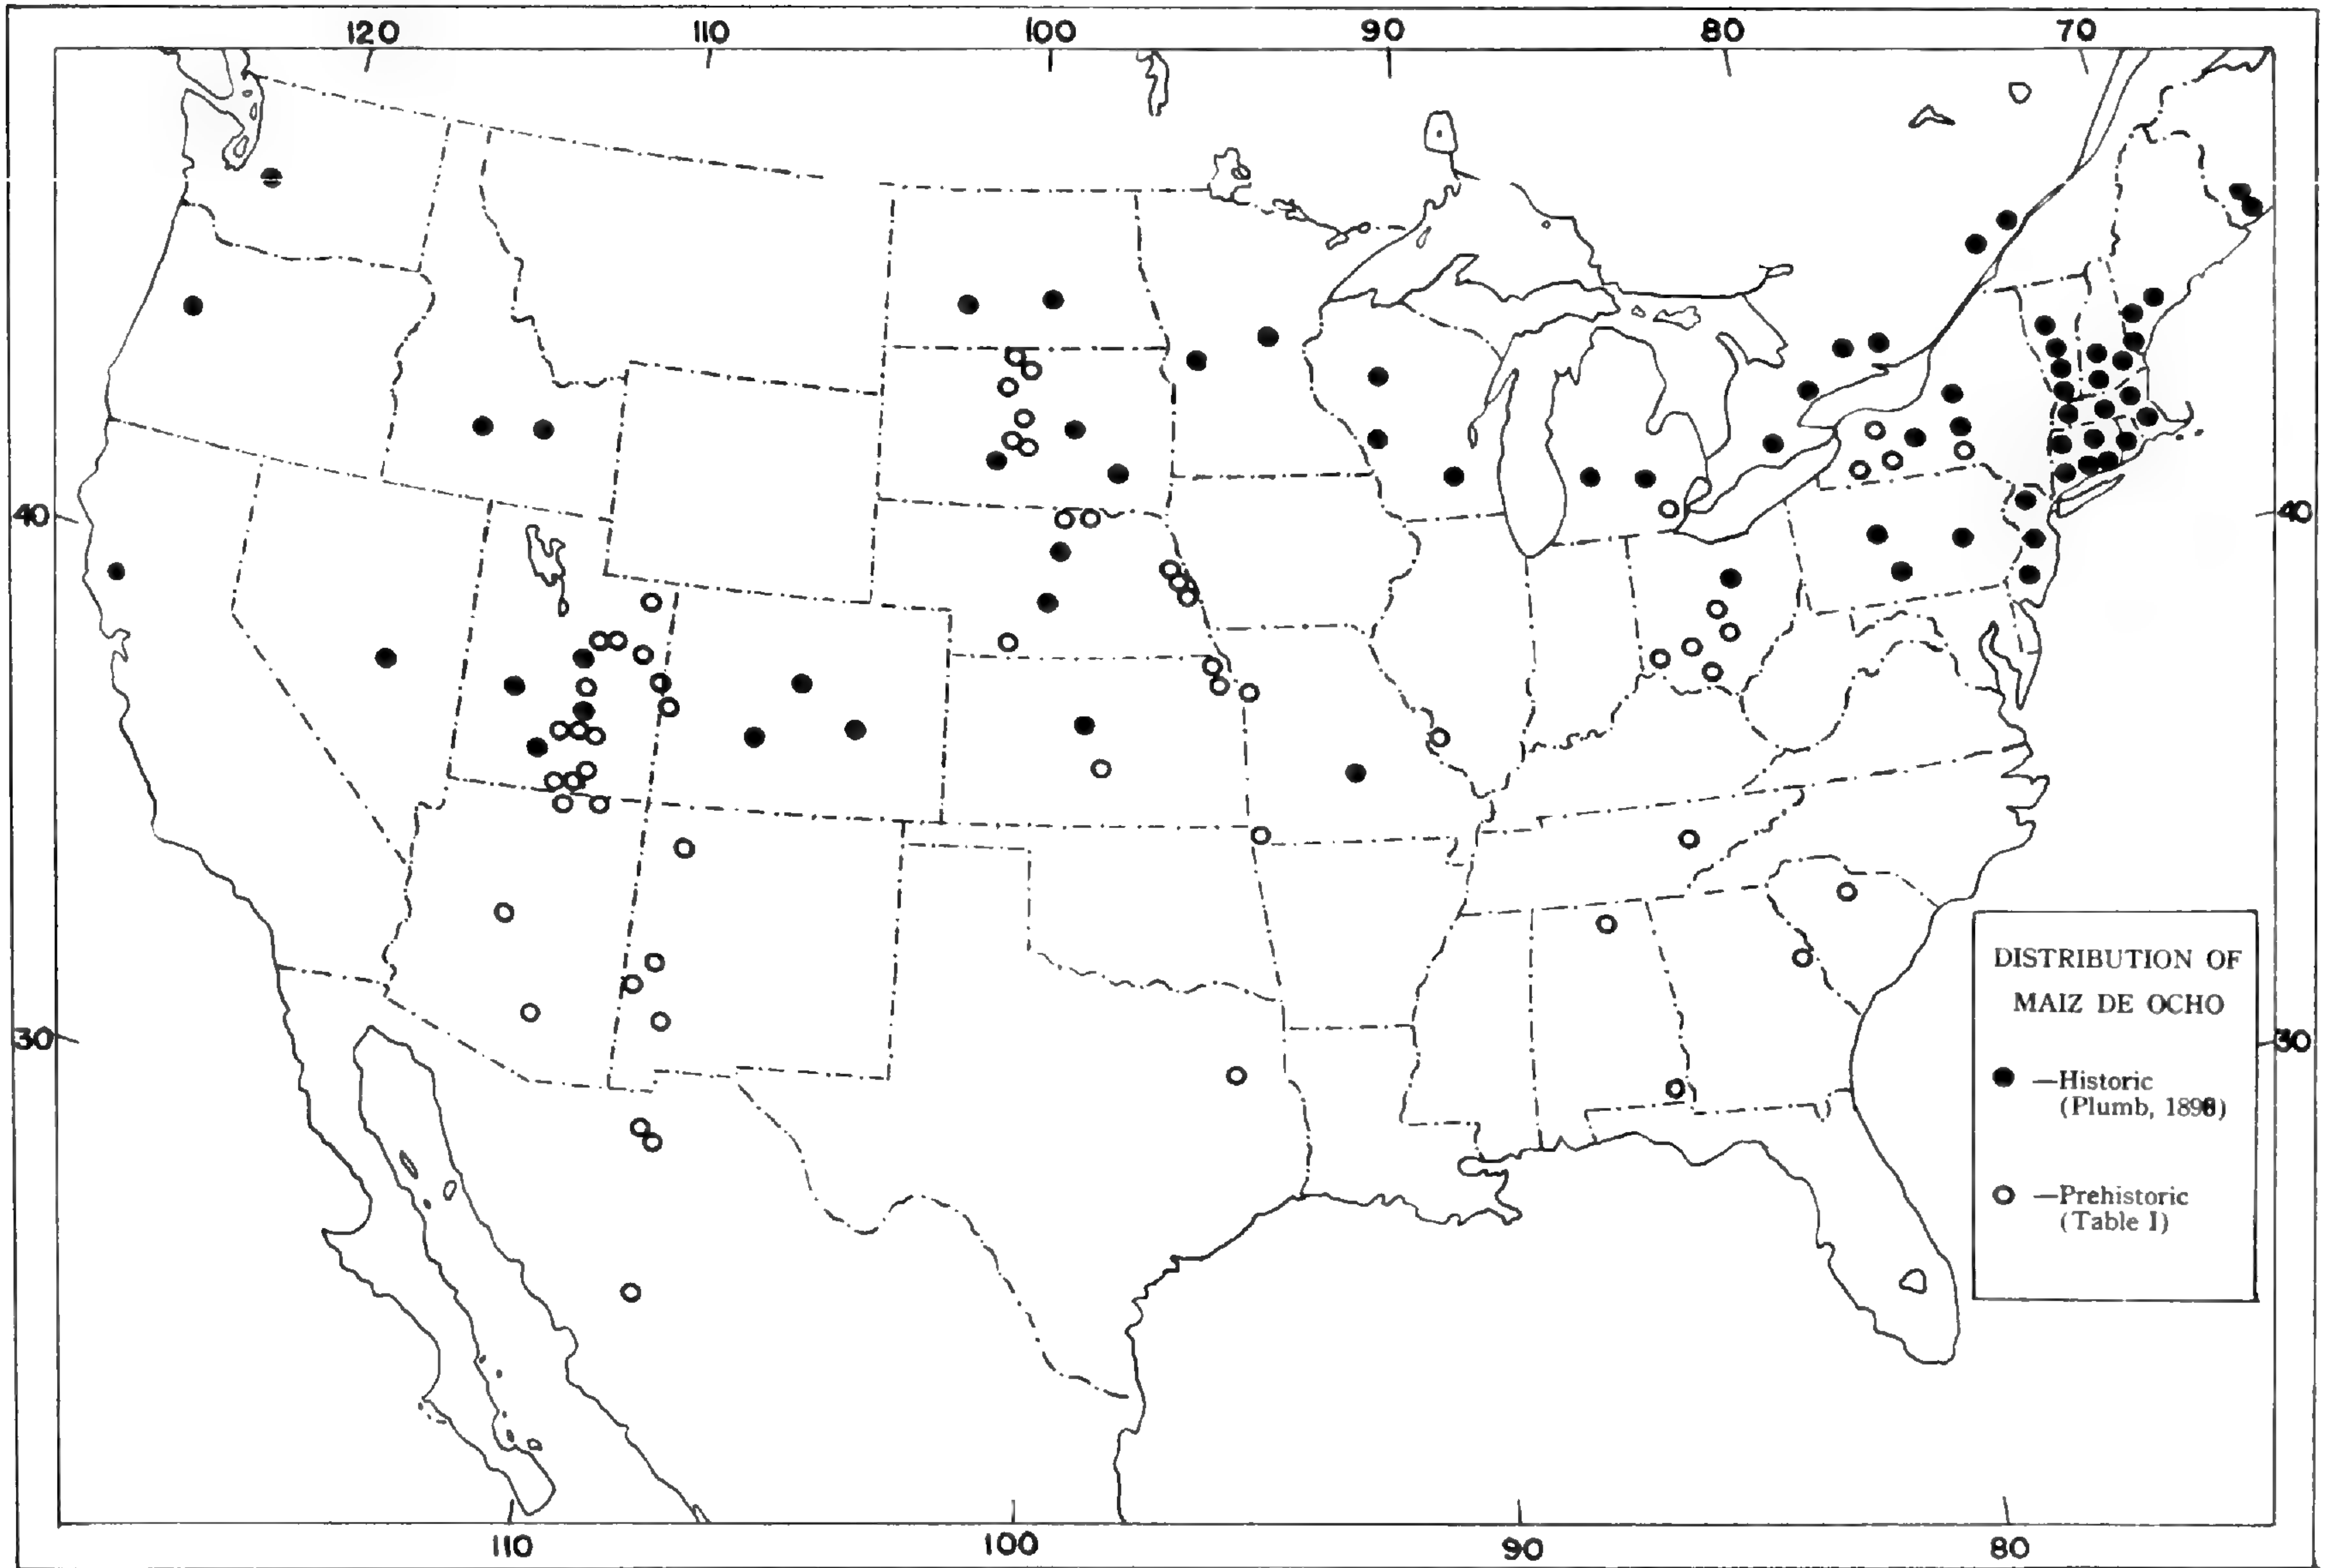 120 110 100 90 80 70
40 40
30 30
DISTRIBUTION OF
MAIZ DE OCHO
—Historic
(Plumb, 1898)
—Prehistoric
(Table I)
110 100 90 80